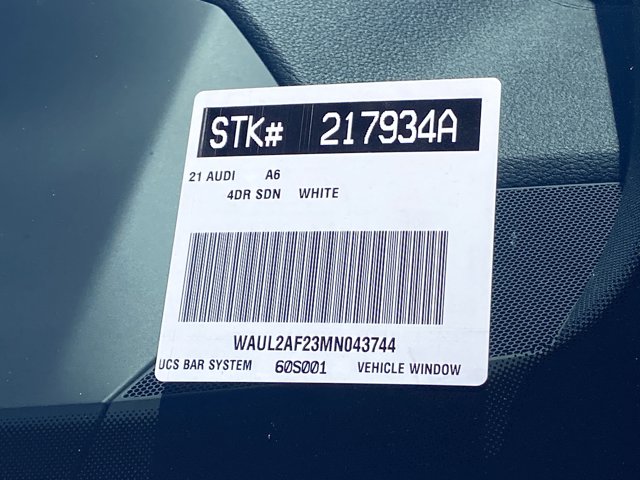 STK# 217934A
21 AUDI A6
4DR SDN WHITE
WAUL2AF23MN043744
UCS BAR SYSTEM 60S001 VEHICLE WINDOW